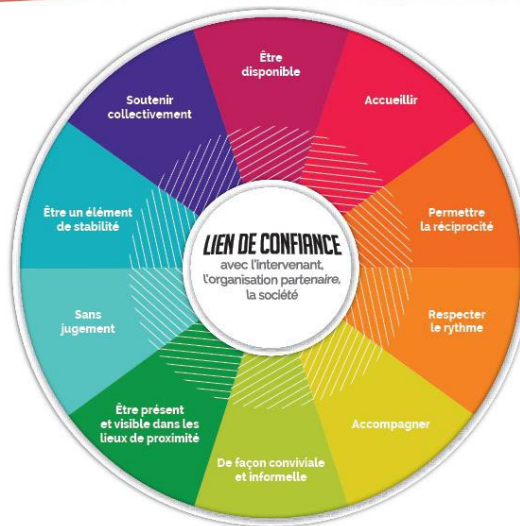 Être
disponible
Accueillir
Permettre
la réciprocité
Respecter
le rythme
Accompagner
De façon conviviale
et informelle
Être présent
et visible dans les
lieux de proximité
Sans
jugement
Être un élément
de stabilité
Soutenir
collectivement
LIEN DE CONFIANCE
avec l'intervenant,
l'organisation partenaire,
la société